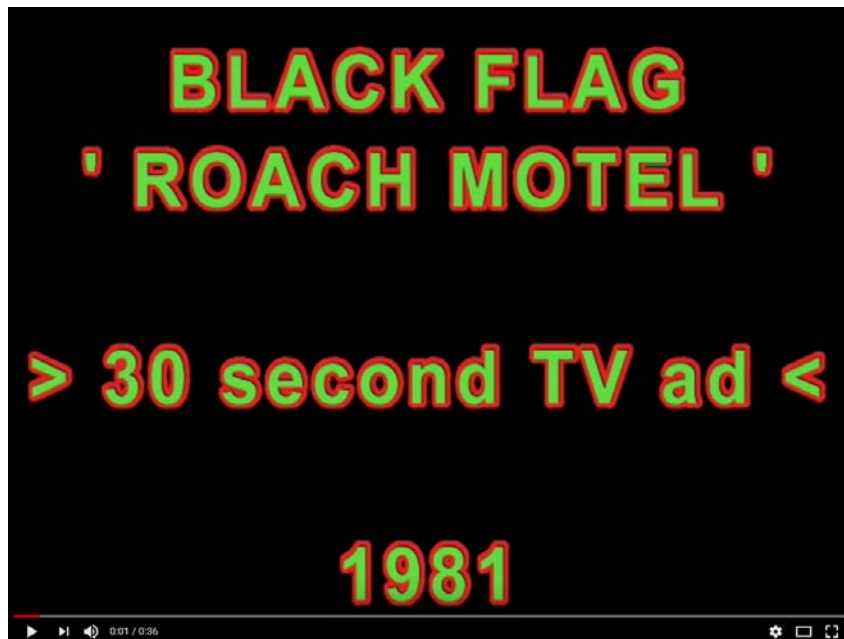 BLACK FLAG
' ROACH MOTEL '
> 30 second TV ad <
1981
0:01 / 0:36